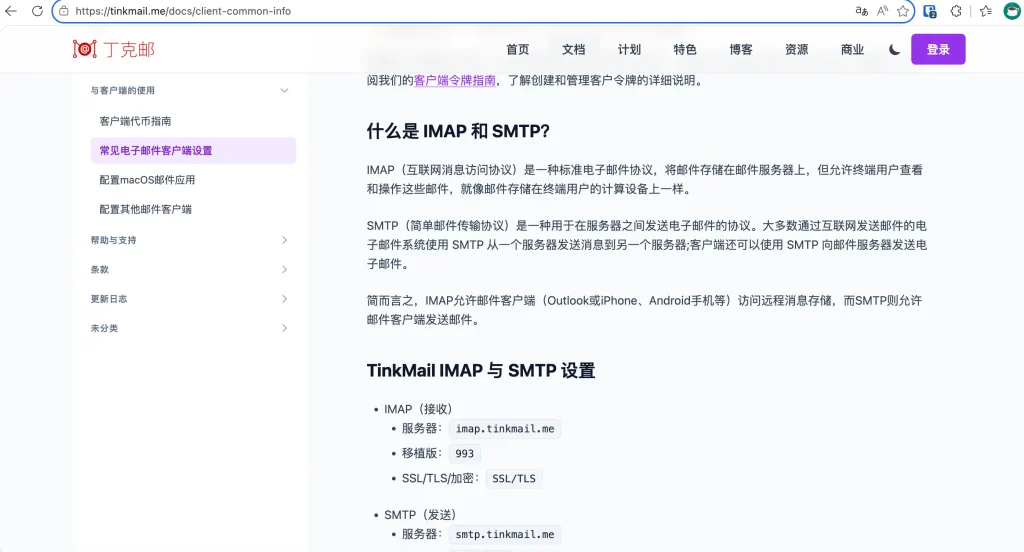 https://tinkmail.me/docs/client-common-info
丁克邮
首页
文档
计划
特色
博客
资源
商业
登录
与客户端的使用
客户端代币指南
常见电子邮件客户端设置
配置macOS邮件应用
配置其他邮件客户端
帮助与支持
条款
更新日志
未分类
阅我们的客户端令牌指南，了解创建和管理客户令牌的详细说明。
什么是 IMAP 和 SMTP?
IMAP（互联网消息访问协议）是一种标准电子邮件协议，将邮件存储在邮件服务器上，但允许终端用户查看
和操作这些邮件，就像邮件存储在终端用户的计算设备上一样。
SMTP（简单邮件传输协议）是一种用于在服务器之间发送电子邮件的协议。大多数通过互联网发送邮件的电
子邮件系统使用 SMTP 从一个服务器发送消息到另一个服务器;客户端还可以使用 SMTP 向邮件服务器发送电
子邮件。
简而言之，IMAP允许邮件客户端（Outlook或iPhone、Android手机等）访问远程消息存储，而SMTP则允许
邮件客户端发送邮件。
TinkMail IMAP 与 SMTP 设置
IMAP（接收）
服务器： imap.tinkmail.me
移植版： 993
SSL/TLS/加密： SSL/TLS
SMTP（发送）
服务器： smtp.tinkmail.me